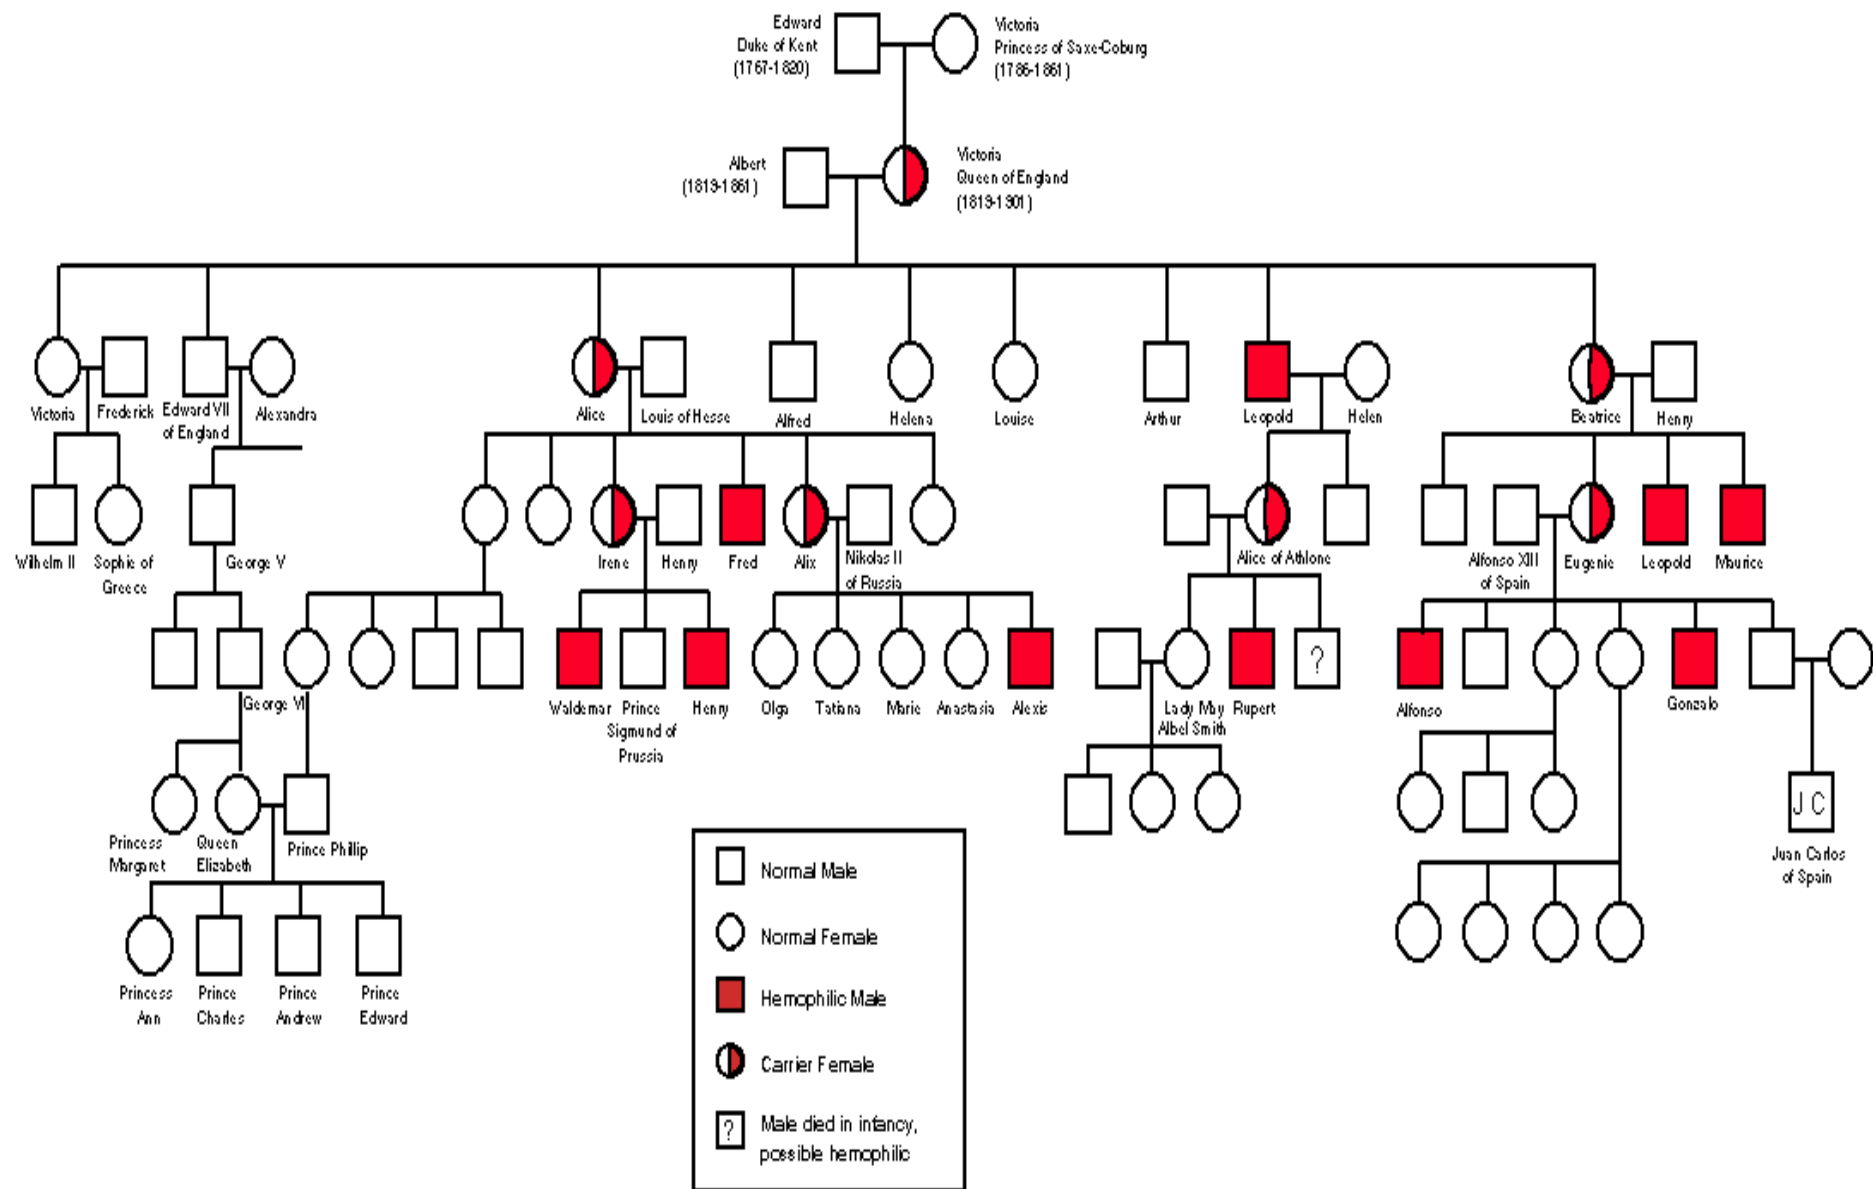 Edward
Duke of Kent
(1767-1820)
Victoria
Princess of Saxe-Coburg
(1786-1861)
Albert
(1819-1861)
Victoria
Queen of England
(1819-1901)
Victoria
Frederick
Edward VII
of England
Alexandra
Alice
Louis of Hesse
Alfred
Helena
Louise
Arthur
Leopold
Helen
Beatrice
Henry
Wilhelm II
Sophie of
Greece
George V
Irene
Henry
Fred
Alix
Nikolas II
of Russia
Alice of Athlone
Alfonso XIII
of Spain
Eugenie
Leopold
Maurice
?
George VI
Waldemar
Prince
Sigmund of
Prussia
Henry
Olga
Tatiana
Marie
Anastasia
Alexis
Lady May
Abel Smith
Rupert
Alfonso
Gonzalo
Princess
Margaret
Queen
Elizabeth
Prince Phillip
J C
Juan Carlos
of Spain
Princess
Ann
Prince
Charles
Prince
Andrew
Prince
Edward
Normal Male
Normal Female
Hemophilic Male
Carrier Female
?
Male died in infancy,
possible hemophilic